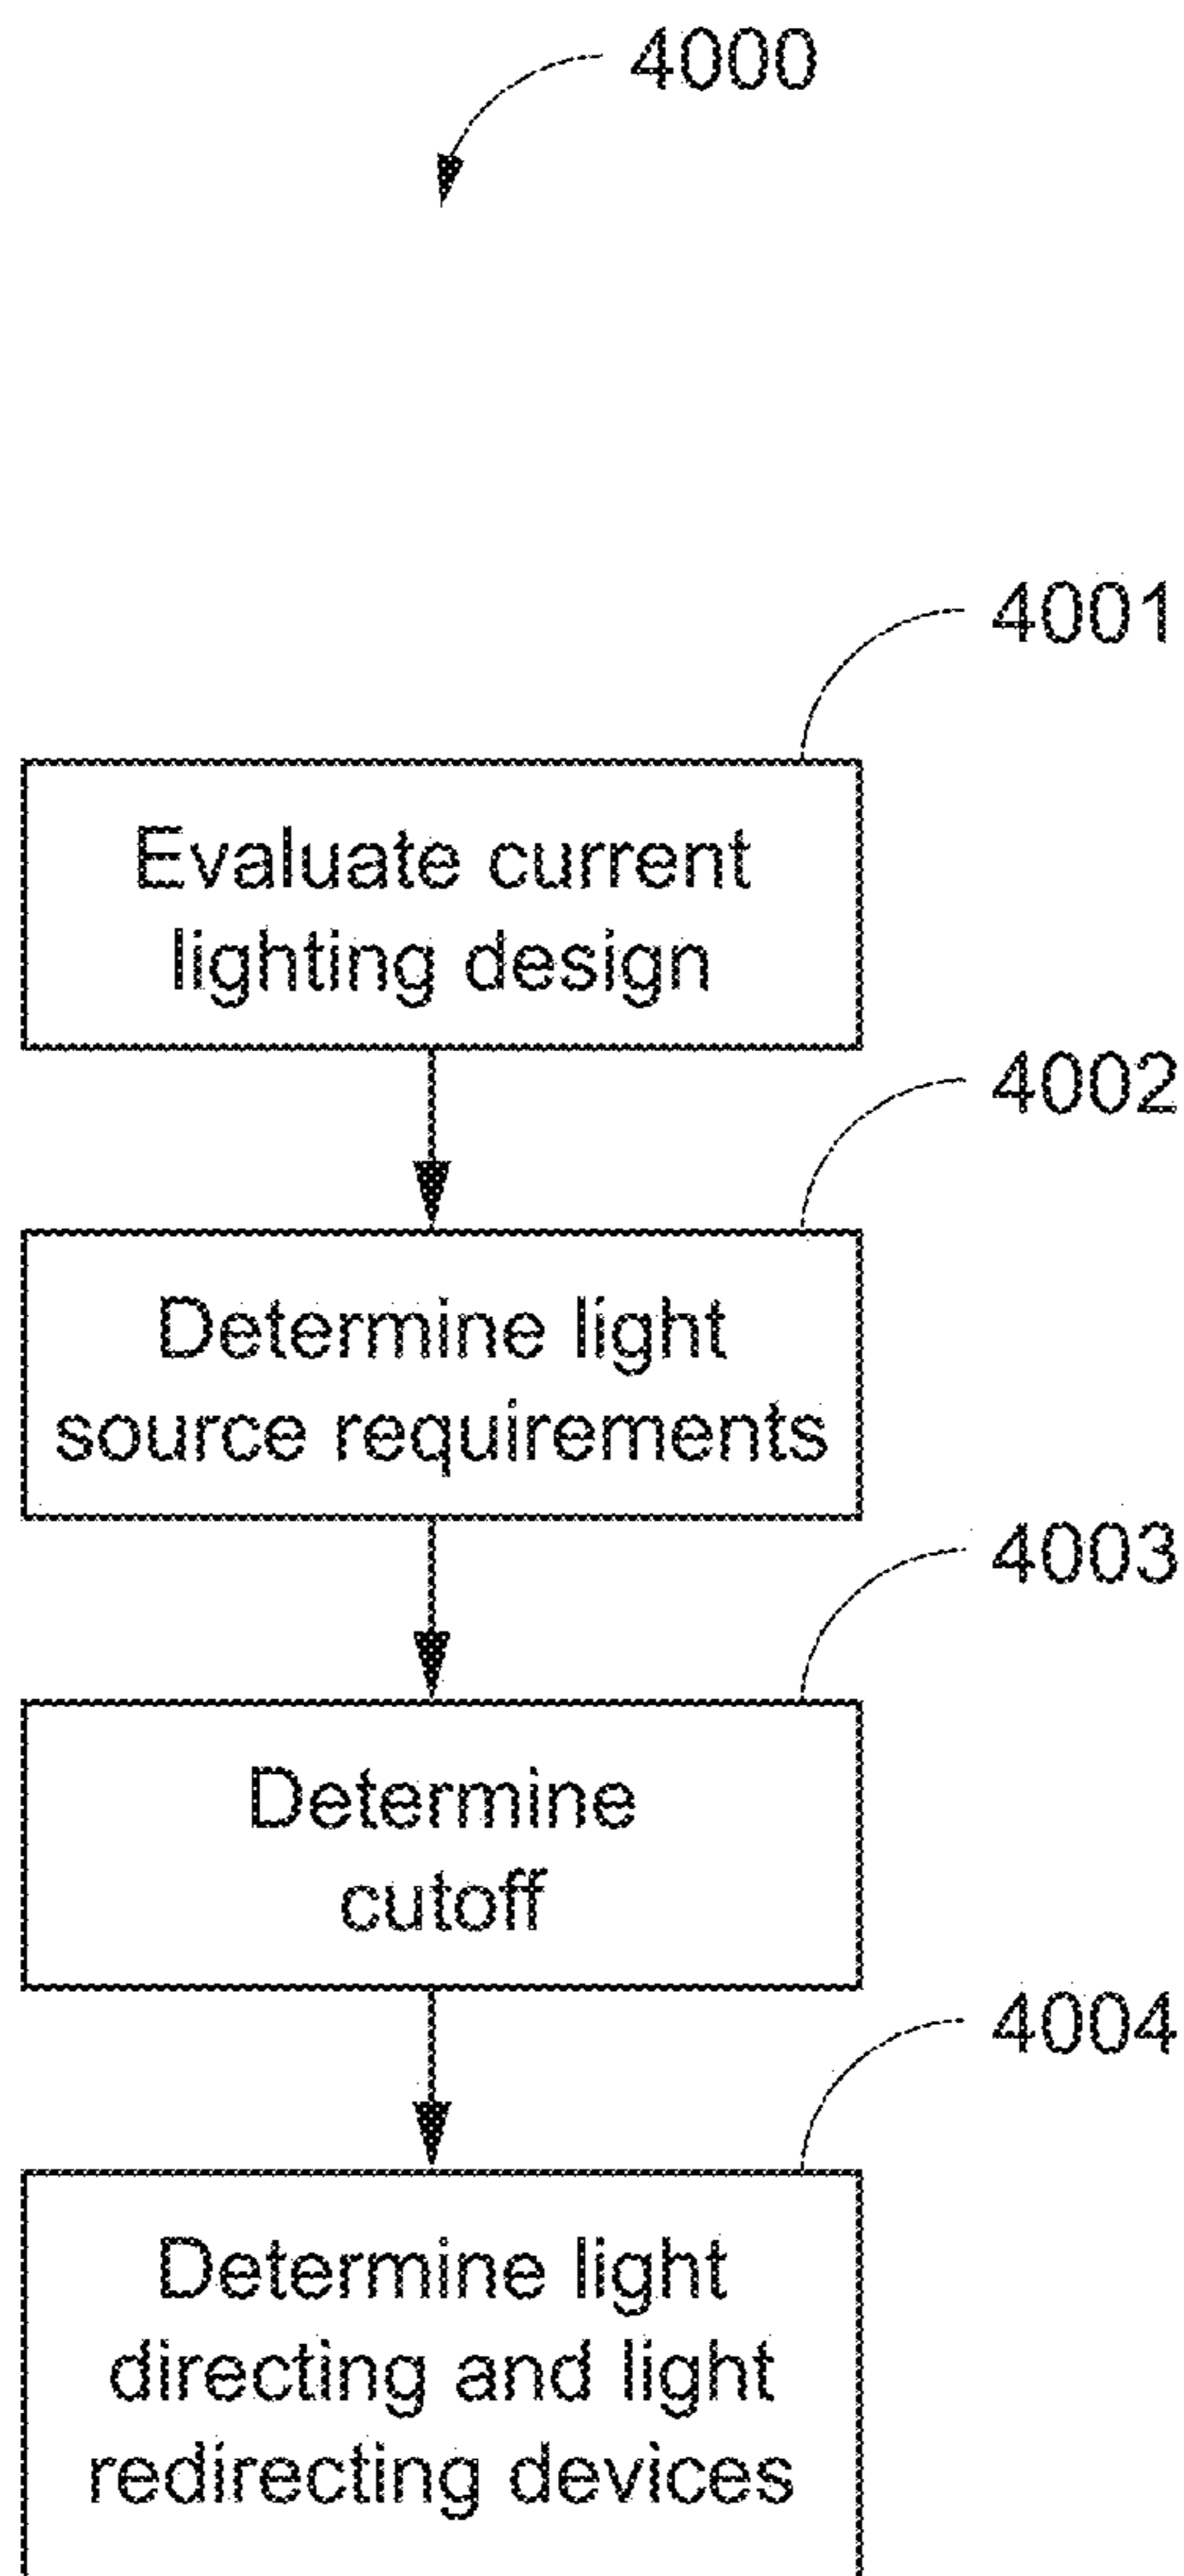 4000
4001
Evaluate current
lighting design
4002
Determine light
source requirements
4003
Determine
cutoff
4004
Determine light
directing and light
redirecting devices